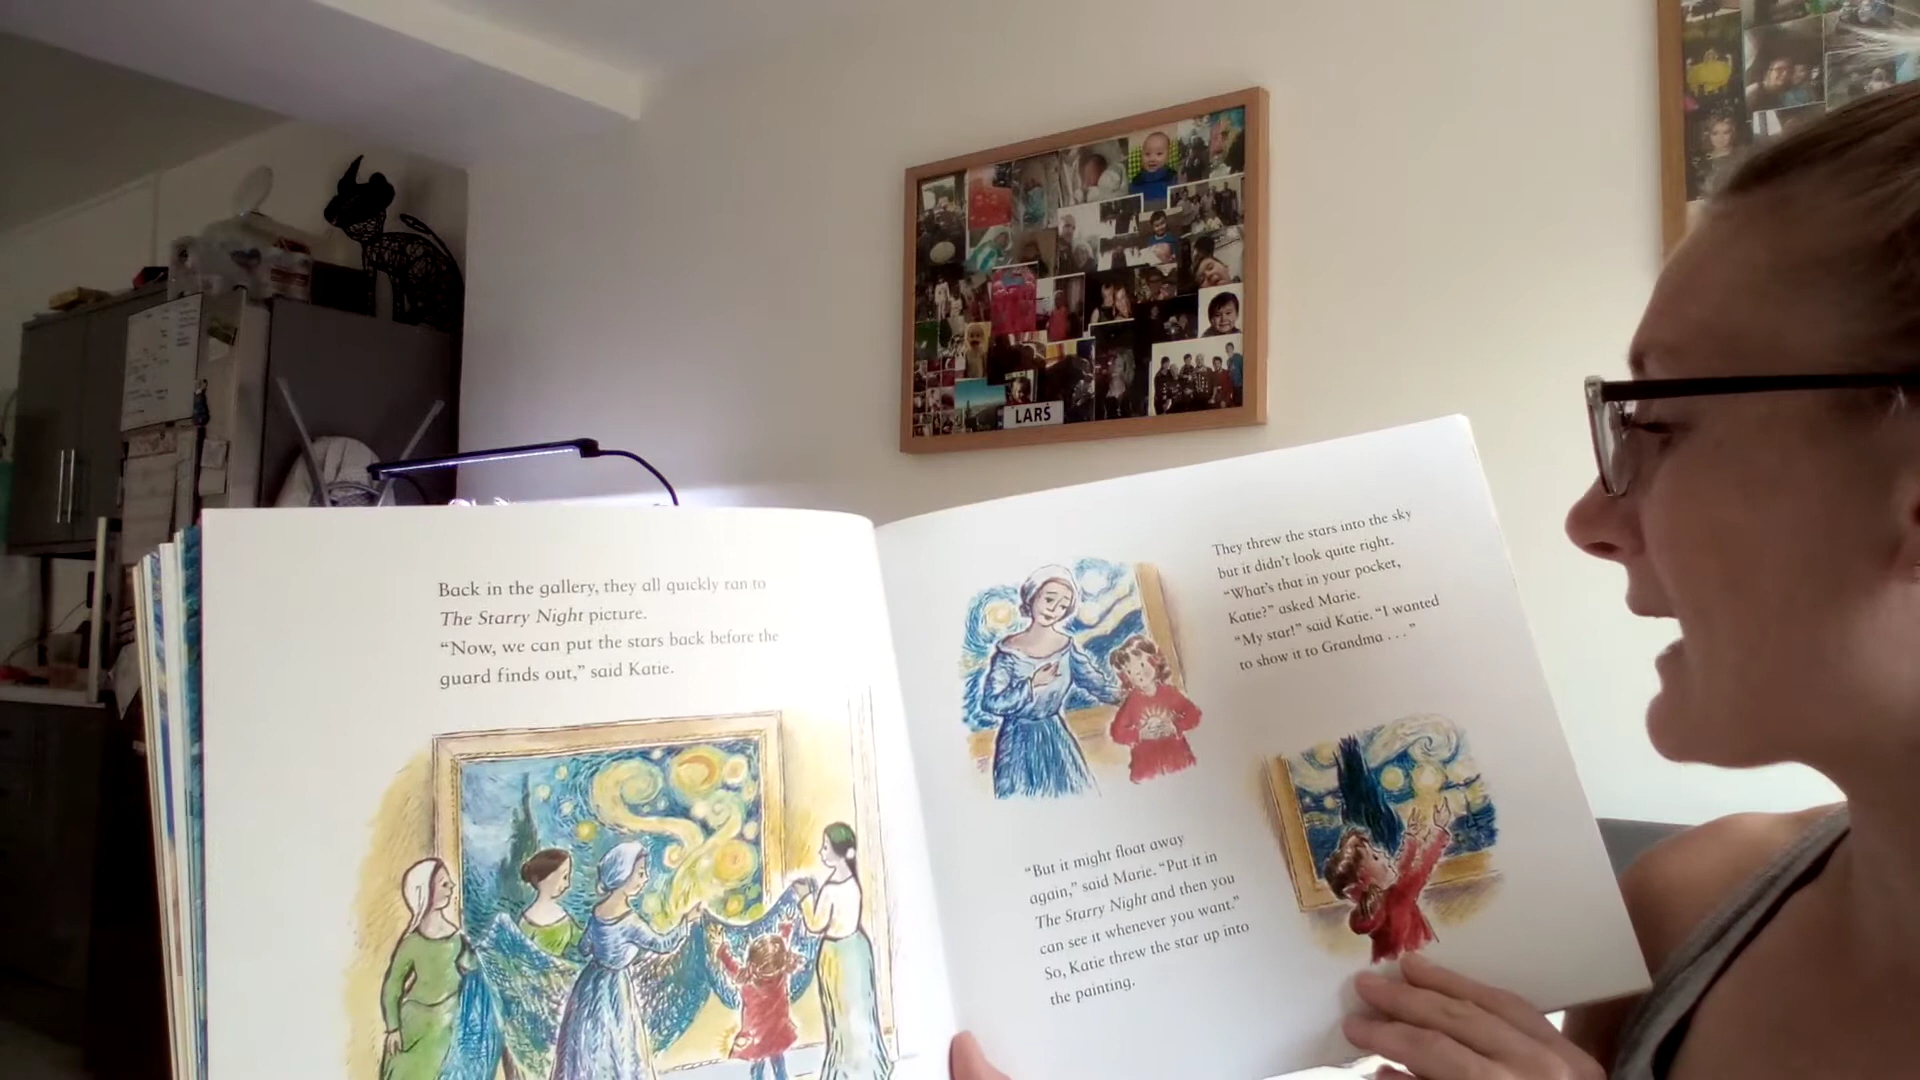 LARS
Back in the gallery, they all quickly ran to
The Starry Night picture.
“Now, we can put the stars back before the
guard finds out,” said Katie.
They threw the stars into the sky
but it didn’t look quite right.
“What’s that in your pocket,
Katie?” asked Marie.
“My star!” said Katie. “I wanted
to show it to Grandma . . .”
“But it might float away
again,” said Marie. “Put it in
The Starry Night and then you
can see it whenever you want.”
So, Katie threw the star up into
the painting.